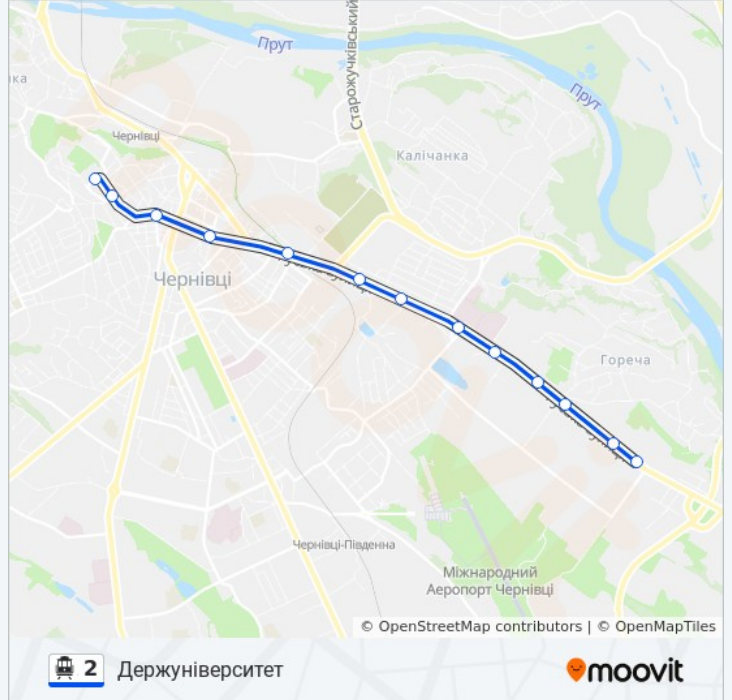 Прут
Старожучківський
Прут
ка
Чернівці
Калічанка
Чернівці
Гореча
Чернівці-Південна
Міжнародний
Аеропорт Чернівці
© OpenStreetMap contributors | © OpenMapTiles
2 Держуніверситет
moovit